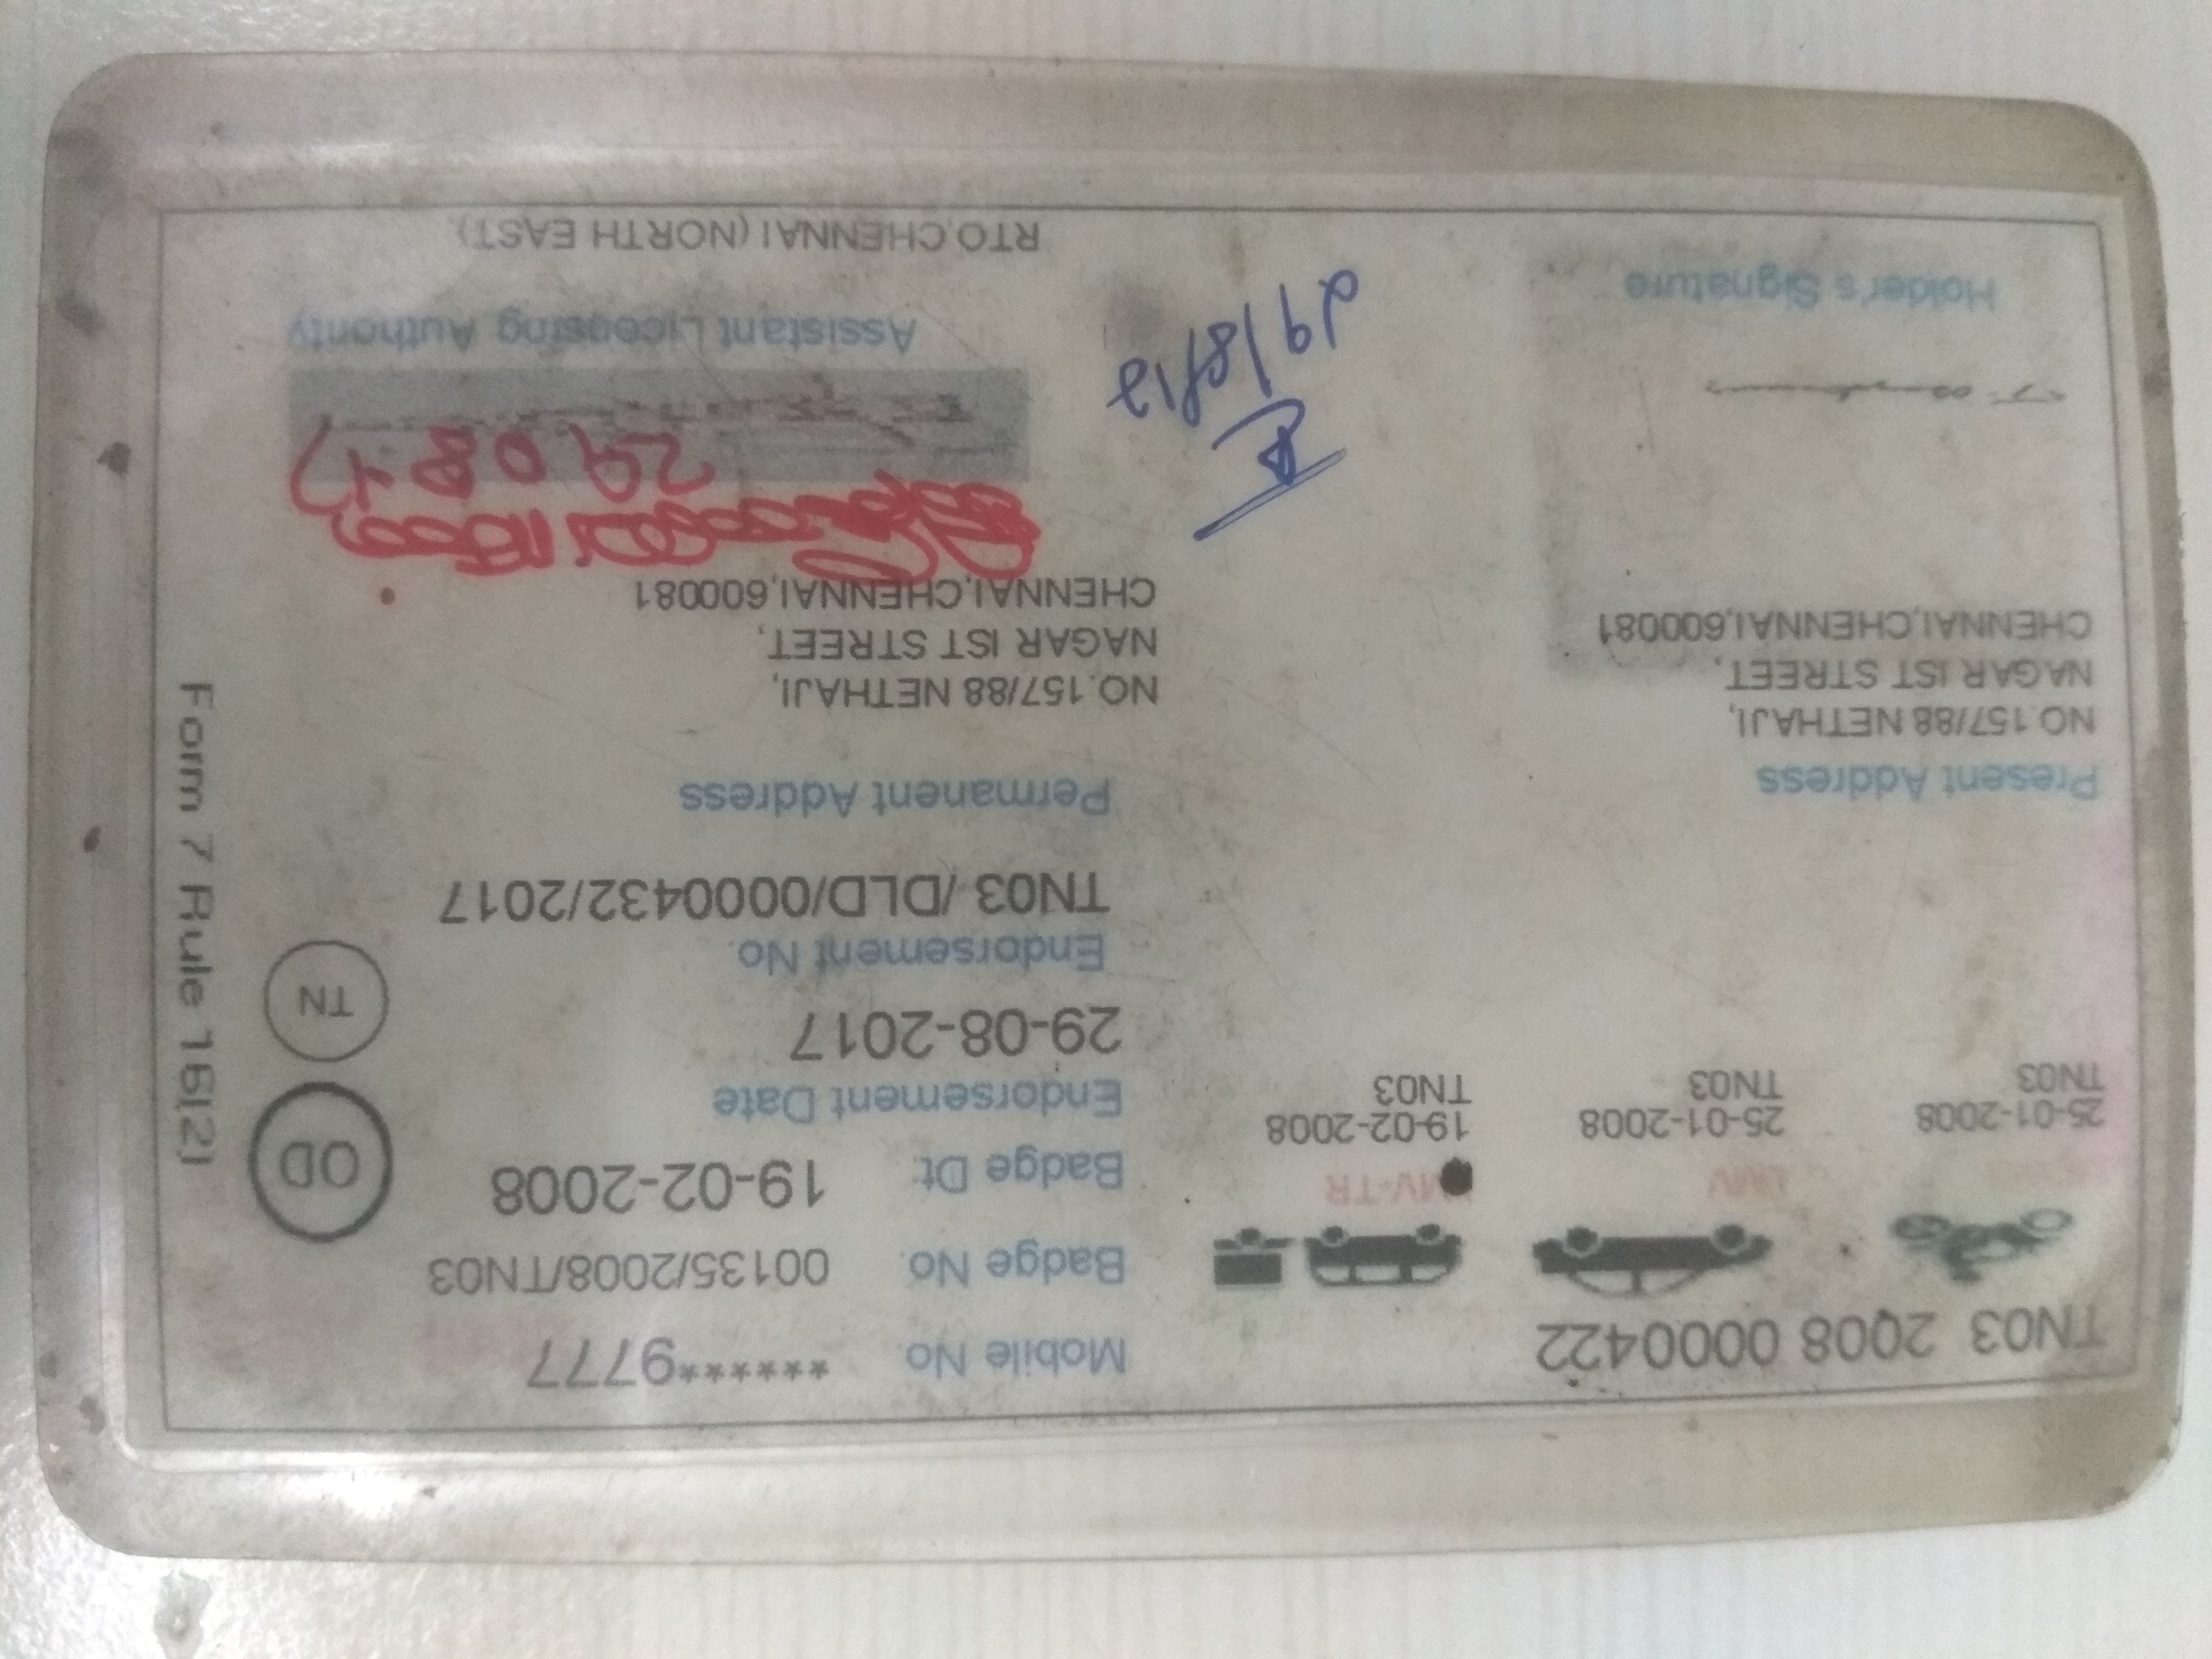 TN03 2008 0000422
25-01-2008
TN03
LMV
25-01-2008
TN03
MV-TR
19-02-2008
TN03
Present Address
NO.157/88 NETHAJI,
NAGAR IST STREET,
CHENNAI,CHENNAI,600081
Holder's Signature
Mobile No. ******9777
Badge No. 00135/2008/TN03
Badge Dt. 19-02-2008
Endorsement Date
29-08-2017
Endorsement No.
TN03 /DLD/0000432/2017
Permanent Address
NO.157/88 NETHAJI,
NAGAR IST STREET,
CHENNAI,CHENNAI,600081
29 08 17
29/8/17
Assistant Licensing Authority
RTO,CHENNAI (NORTH EAST).
OD
TN
Form 7 Rule 16(2)